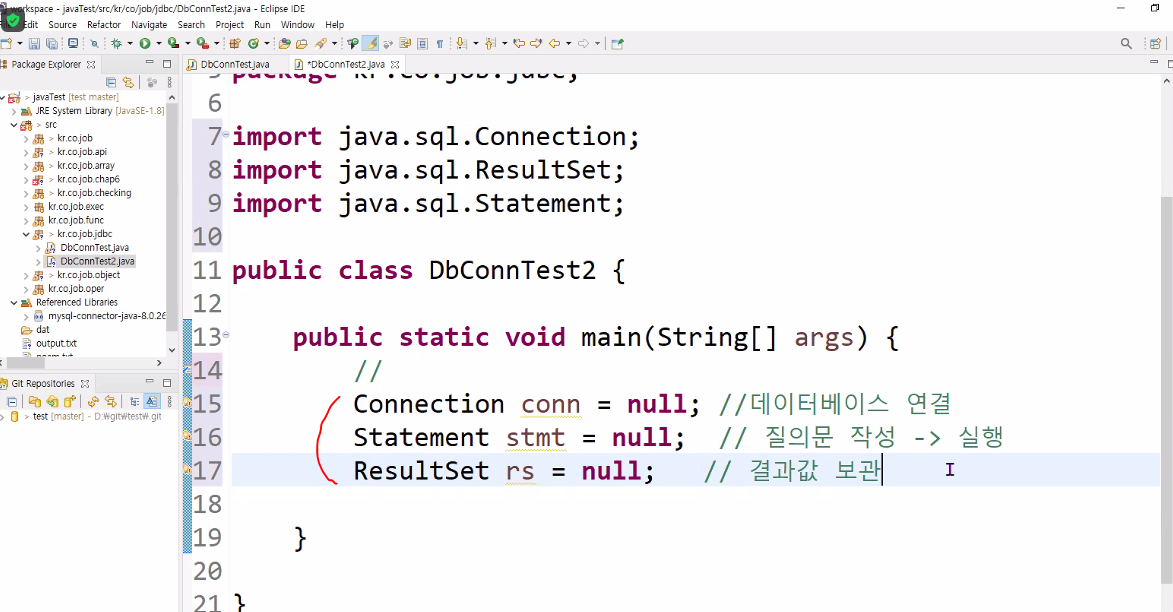 workspace - javaTest/src/kr/co/job/jdbc/DbConnTest2.java - Eclipse IDE
Edit Source Refactor Navigate Search Project Run Window Help
Package Explorer
DbConnTest.java
*DbConnTest2.java
> javaTest [test master]
JRE System Library [JavaSE-1.8]
> src
> kr.co.job
> kr.co.job.api
> kr.co.job.array
> kr.co.job.chap6
> kr.co.job.checking
kr.co.job.exec
kr.co.job.func
> kr.co.job.jdbc
DbConnTest.java
DbConnTest2.java
> kr.co.job.object
kr.co.job.oper
Referenced Libraries
mysql-connector-java-8.0.26
dat
output.txt
Git Repositories
> test [master] - D:\git\test\.git
package kr.co.job.jdbc;
6
7 import java.sql.Connection;
8 import java.sql.ResultSet;
9 import java.sql.Statement;
10
11 public class DbConnTest2 {
12
13 public static void main(String[] args) {
14 //
15 Connection conn = null; //데이터베이스 연결
16 Statement stmt = null; // 질의문 작성 -> 실행
17 ResultSet rs = null; // 결과값 보관
18
19 }
20
21 }